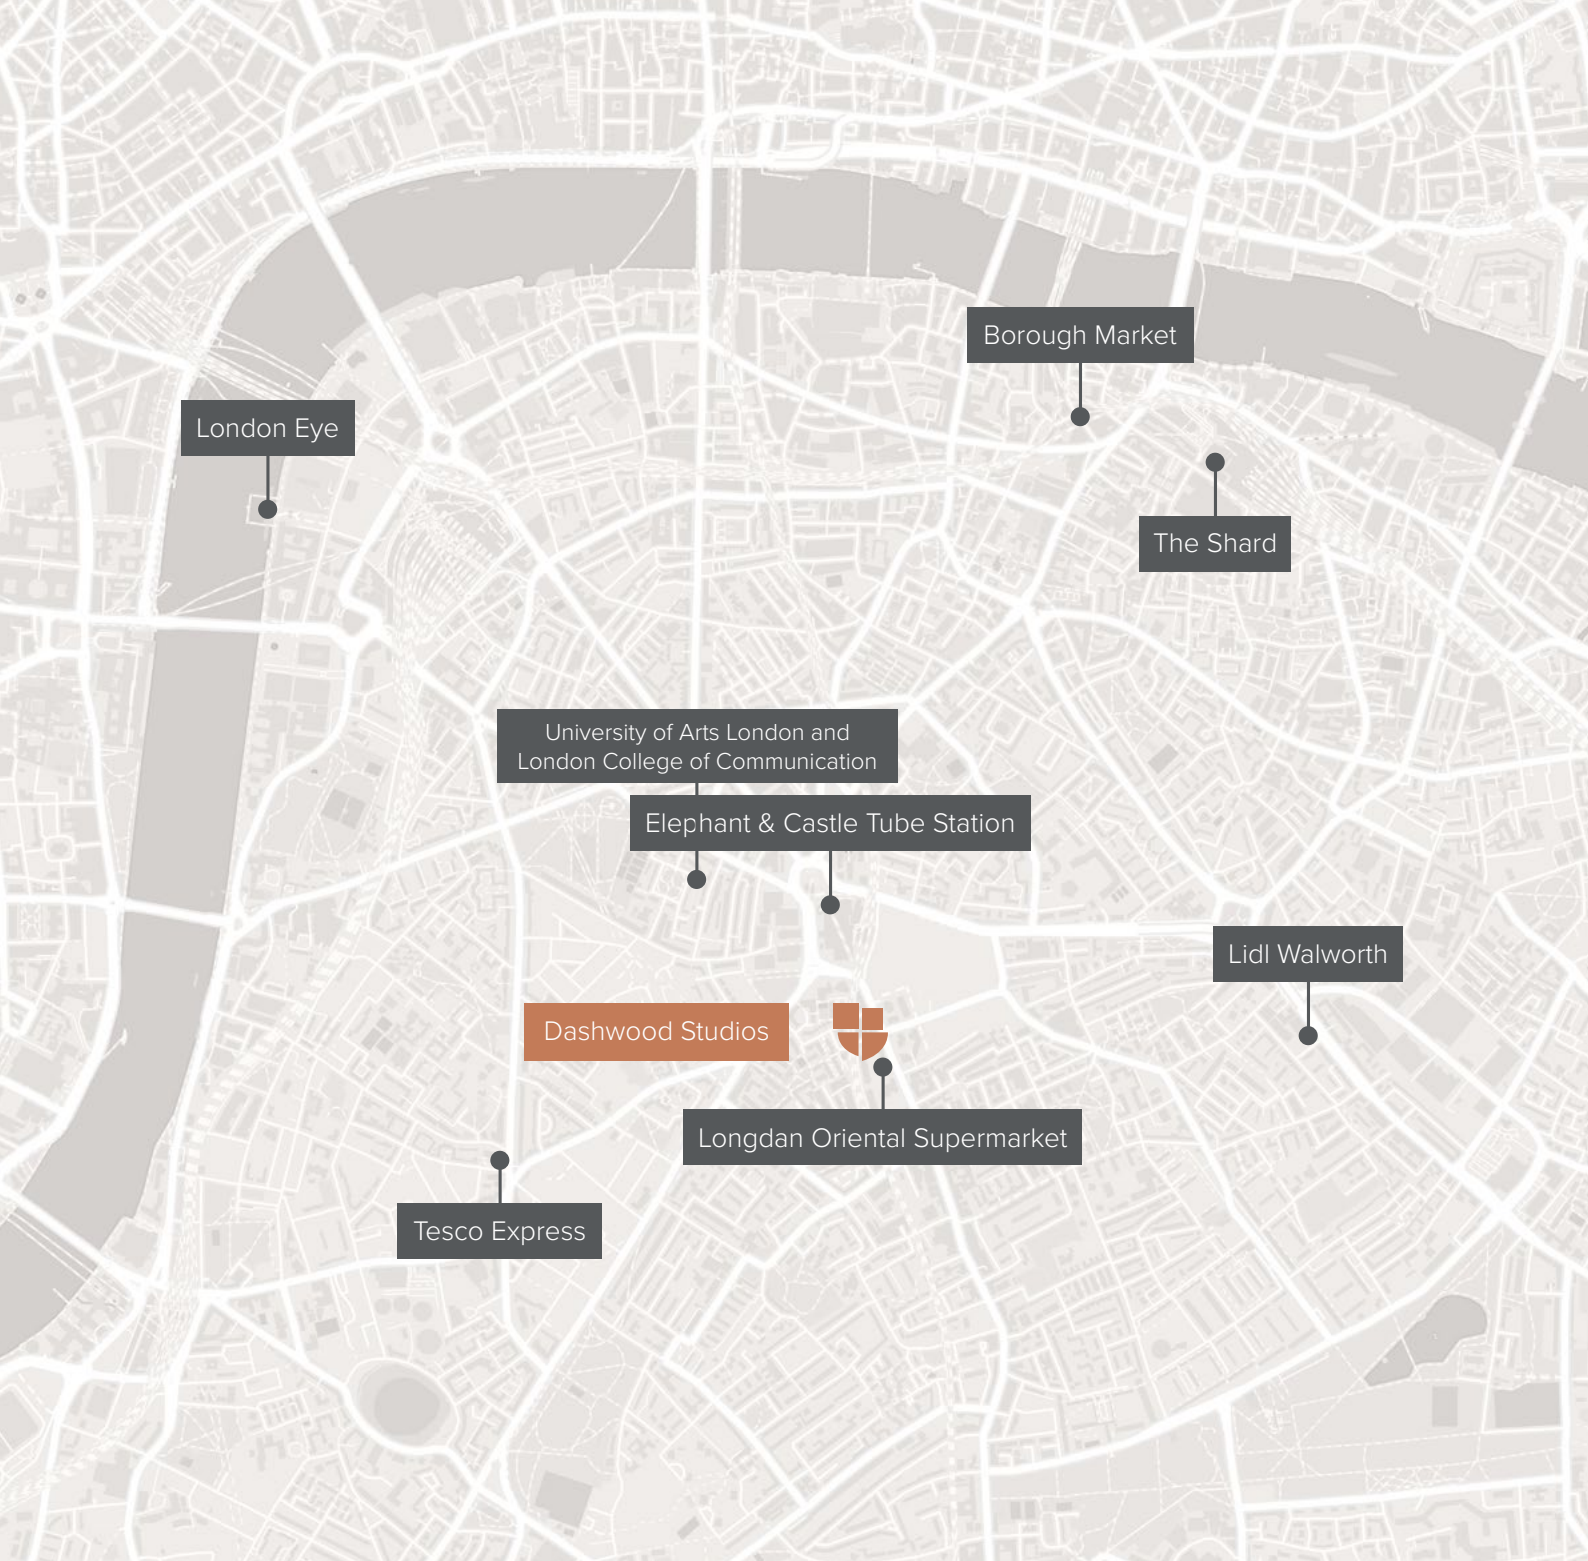 Borough Market
London Eye
The Shard
University of Arts London and
London College of Communication
Elephant & Castle Tube Station
Lidl Walworth
Dashwood Studios
Longdan Oriental Supermarket
Tesco Express